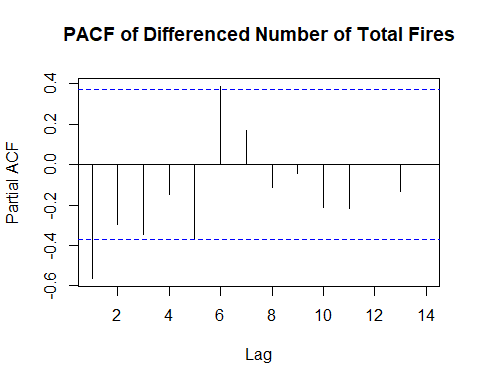 PACF of Differenced Number of Total Fires
Partial ACF
0.4
0.2
0.0
-0.2
-0.4
-0.6
2 4 6 8 10 12 14
Lag